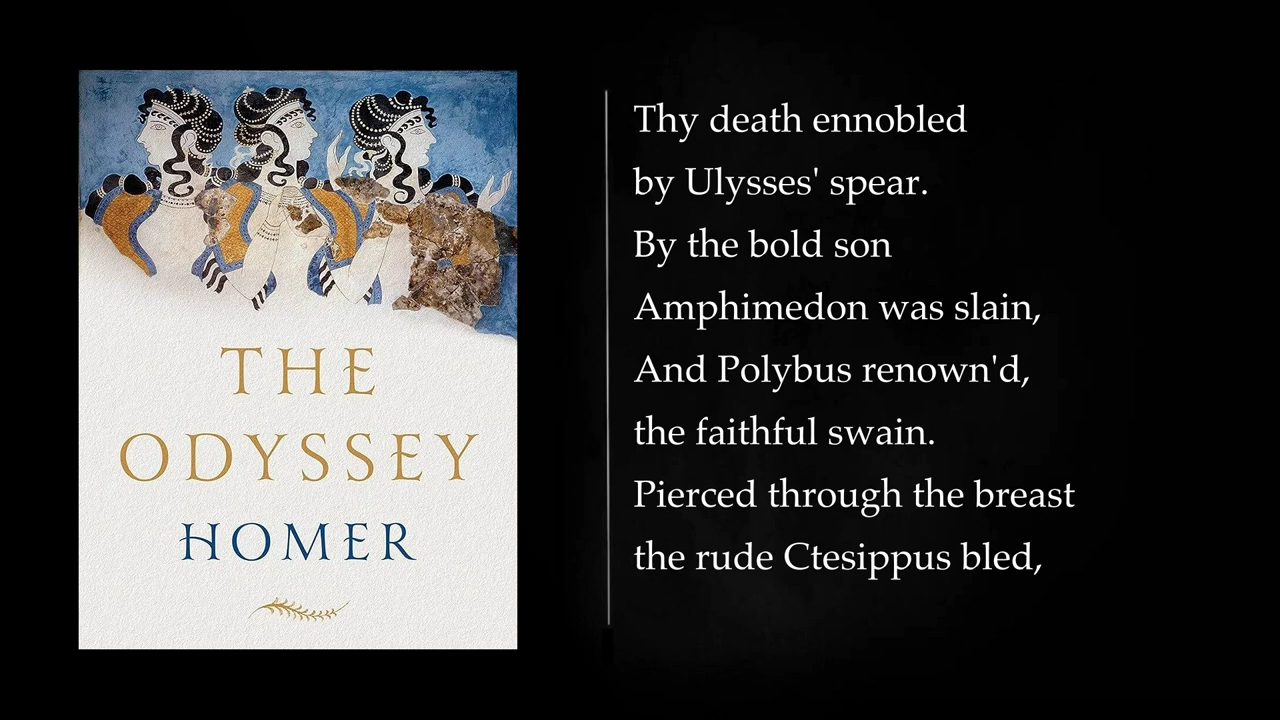 THE
ODYSSEY
HOMER
Thy death ennobled
by Ulysses' spear.
By the bold son
Amphimedon was slain,
And Polybus renown'd,
the faithful swain.
Pierced through the breast
the rude Ctesippus bled,